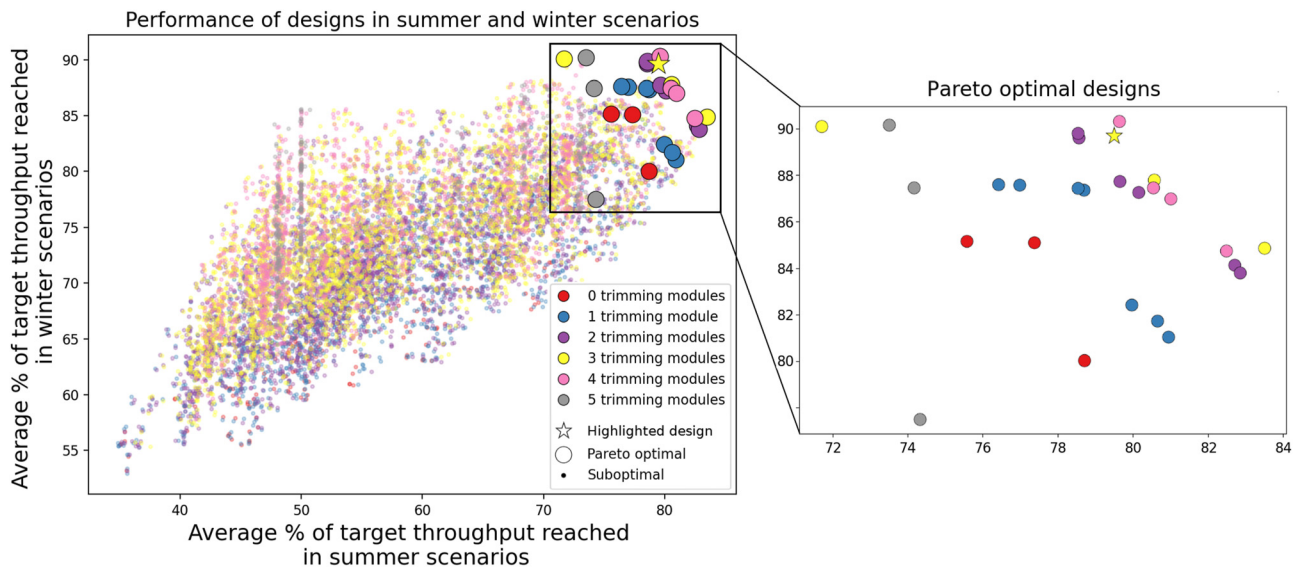 Performance of designs in summer and winter scenarios
Average % of target throughput reached
in winter scenarios
90
85
80
75
70
65
60
55
40
50
60
70
80
Average % of target throughput reached
in summer scenarios
0 trimming modules
1 trimming module
2 trimming modules
3 trimming modules
4 trimming modules
5 trimming modules
Highlighted design
Pareto optimal
Suboptimal
Pareto optimal designs
90
88
86
84
82
80
72
74
76
78
80
82
84